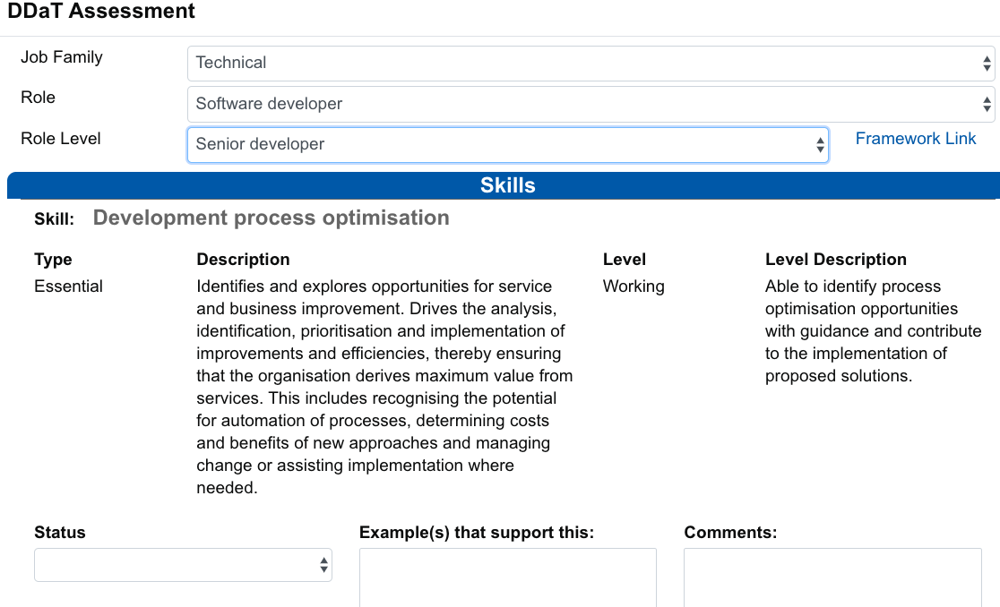 DDaT Assessment
Job Family
Technical
Role
Software developer
Role Level
Senior developer
Framework Link
Skills
Skill: Development process optimisation
Type
Essential
Description
Identifies and explores opportunities for service
and business improvement. Drives the analysis,
identification, prioritisation and implementation of
improvements and efficiencies, thereby ensuring
that the organisation derives maximum value from
services. This includes recognising the potential
for automation of processes, determining costs
and benefits of new approaches and managing
change or assisting implementation where
needed.
Level
Working
Level Description
Able to identify process
optimisation opportunities
with guidance and contribute
to the implementation of
proposed solutions.
Status
Example(s) that support this:
Comments: